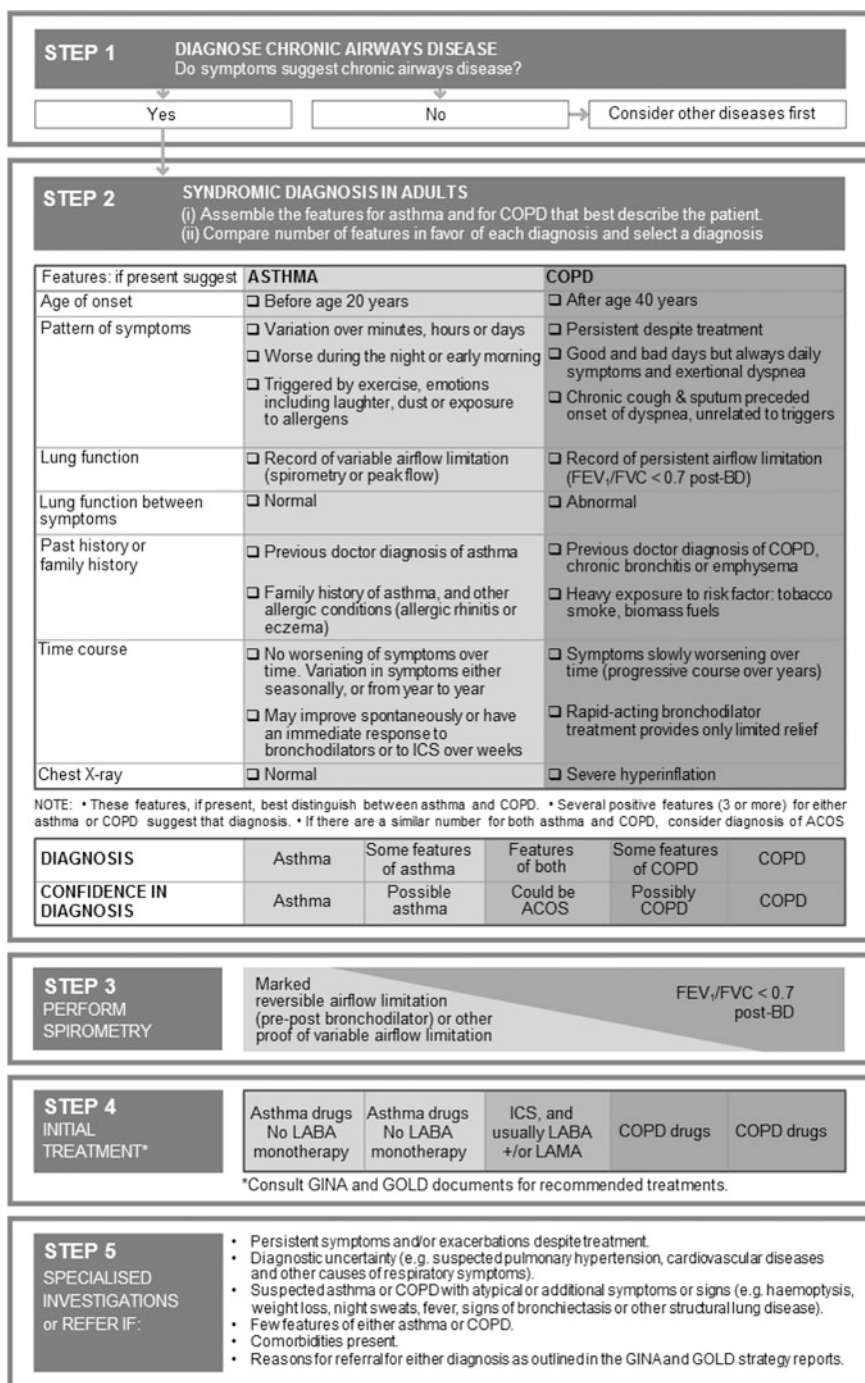 STEP 1
DIAGNOSE CHRONIC AIRWAYS DISEASE
Do symptoms suggest chronic airways disease?
Yes
No
Consider other diseases first
STEP 2
SYNDROMIC DIAGNOSIS IN ADULTS
(i) Assemble the features for asthma and for COPD that best describe the patient.
(ii) Compare number of features in favor of each diagnosis and select a diagnosis
Features: if present suggest ASTHMA COPD
Age of onset
☐ Before age 20 years
☐ After age 40 years
Pattern of symptoms
☐ Variation over minutes, hours or days
☐ Worse during the night or early morning
☐ Triggered by exercise, emotions
including laughter, dust or exposure
to allergens
☐ Persistent despite treatment
☐ Good and bad days but always daily
symptoms and exertional dyspnea
☐ Chronic cough & sputum preceded
onset of dyspnea, unrelated to triggers
Lung function
☐ Record of variable airflow limitation
(spirometry or peak flow)
☐ Record of persistent airflow limitation
(FEV₁/FVC < 0.7 post-BD)
Lung function between
symptoms
☐ Normal
☐ Abnormal
Past history or
family history
☐ Previous doctor diagnosis of asthma
☐ Family history of asthma, and other
allergic conditions (allergic rhinitis or
eczema)
☐ Previous doctor diagnosis of COPD,
chronic bronchitis or emphysema
☐ Heavy exposure to risk factor: tobacco
smoke, biomass fuels
Time course
☐ No worsening of symptoms over
time. Variation in symptoms either
seasonally, or from year to year
☐ May improve spontaneously or have
an immediate response to
bronchodilators or to ICS over weeks
☐ Symptoms slowly worsening over
time (progressive course over years)
☐ Rapid-acting bronchodilator
treatment provides only limited relief
Chest X-ray
☐ Normal
☐ Severe hyperinflation
NOTE: • These features, if present, best distinguish between asthma and COPD. • Several positive features (3 or more) for either
asthma or COPD suggest that diagnosis. • If there are a similar number for both asthma and COPD, consider diagnosis of ACOS
DIAGNOSIS
Asthma
Some features
of asthma
Features
of both
Some features
of COPD
COPD
CONFIDENCE IN
DIAGNOSIS
Asthma
Possible
asthma
Could be
ACOS
Possibly
COPD
COPD
STEP 3
PERFORM
SPIROMETRY
Marked
reversible airflow limitation
(pre-post bronchodilator) or other
proof of variable airflow limitation
FEV₁/FVC < 0.7
post-BD
STEP 4
INITIAL
TREATMENT*
Asthma drugs
No LABA
monotherapy
Asthma drugs
No LABA
monotherapy
ICS, and
usually LABA
+/or LAMA
COPD drugs
COPD drugs
*Consult GINA and GOLD documents for recommended treatments.
STEP 5
SPECIALISED
INVESTIGATIONS
or REFER IF:
• Persistent symptoms and/or exacerbations despite treatment.
• Diagnostic uncertainty (e.g. suspected pulmonary hypertension, cardiovascular diseases
and other causes of respiratory symptoms).
• Suspected asthma or COPD with atypical or additional symptoms or signs (e.g. haemoptysis,
weight loss, night sweats, fever, signs of bronchiectasis or other structural lung disease).
• Few features of either asthma or COPD.
• Comorbidities present.
• Reasons for referral for either diagnosis as outlined in the GINA and GOLD strategy reports.